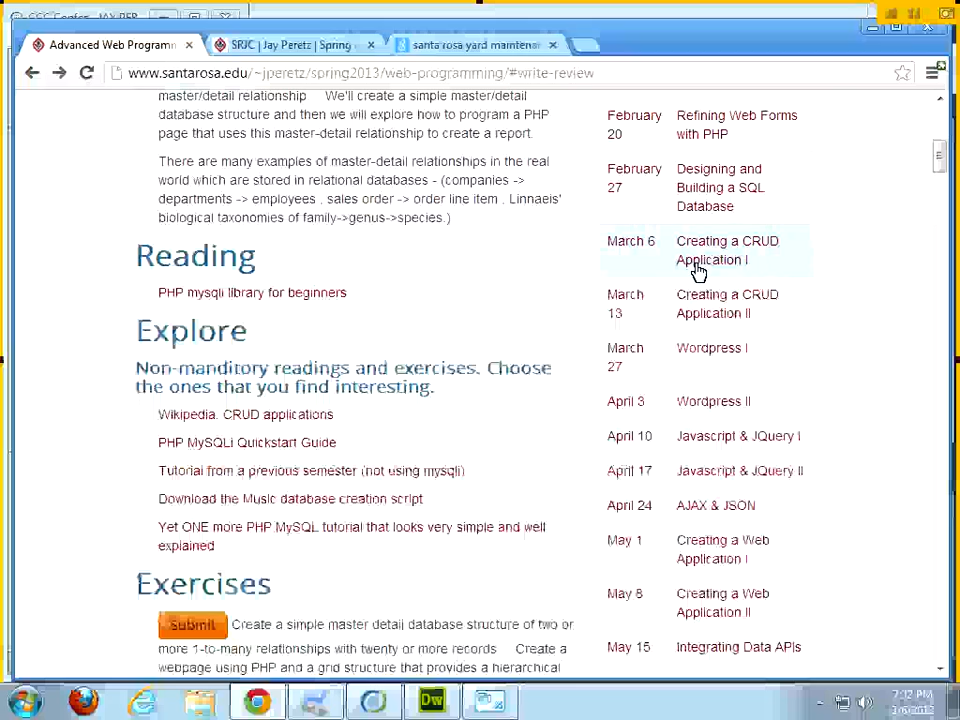 Advanced Web Programm
SRJC | Jay Peretz | Spring
santa rosa yard maintenar
www.santarosa.edu/~jperetz/spring2013/web-programming/#write-review
master/detail relationship We'll create a simple master/detail
database structure and then we will explore how to program a PHP
page that uses this master-detail relationship to create a report.
There are many examples of master-detail relationships in the real
world which are stored in relational databases - (companies ->
departments -> employees , sales order -> order line item , Linnaeis'
biological taxonomies of family->genus->species.)
Reading
PHP mysqli library for beginners
Explore
Non-manditory readings and exercises. Choose
the ones that you find interesting.
Wikipedia. CRUD applications
PHP MySQLi Quickstart Guide
Tutorial from a previous semester (not using mysqli)
Download the Music database creation script
Yet ONE more PHP MySQL tutorial that looks very simple and well
explained
Exercises
Submit Create a simple master detail database structure of two or
more 1-to-many relationships with twenty or more records Create a
webpage using PHP and a grid structure that provides a hierarchical
February Refining Web Forms
20 with PHP
February Designing and
27 Building a SQL
Database
March 6 Creating a CRUD
Application I
March Creating a CRUD
13 Application II
March Wordpress I
27
April 3 Wordpress II
April 10 Javascript & JQuery I
April 17 Javascript & JQuery II
April 24 AJAX & JSON
May 1 Creating a Web
Application I
May 8 Creating a Web
Application II
May 15 Integrating Data APIs
Dw
7:32 PM